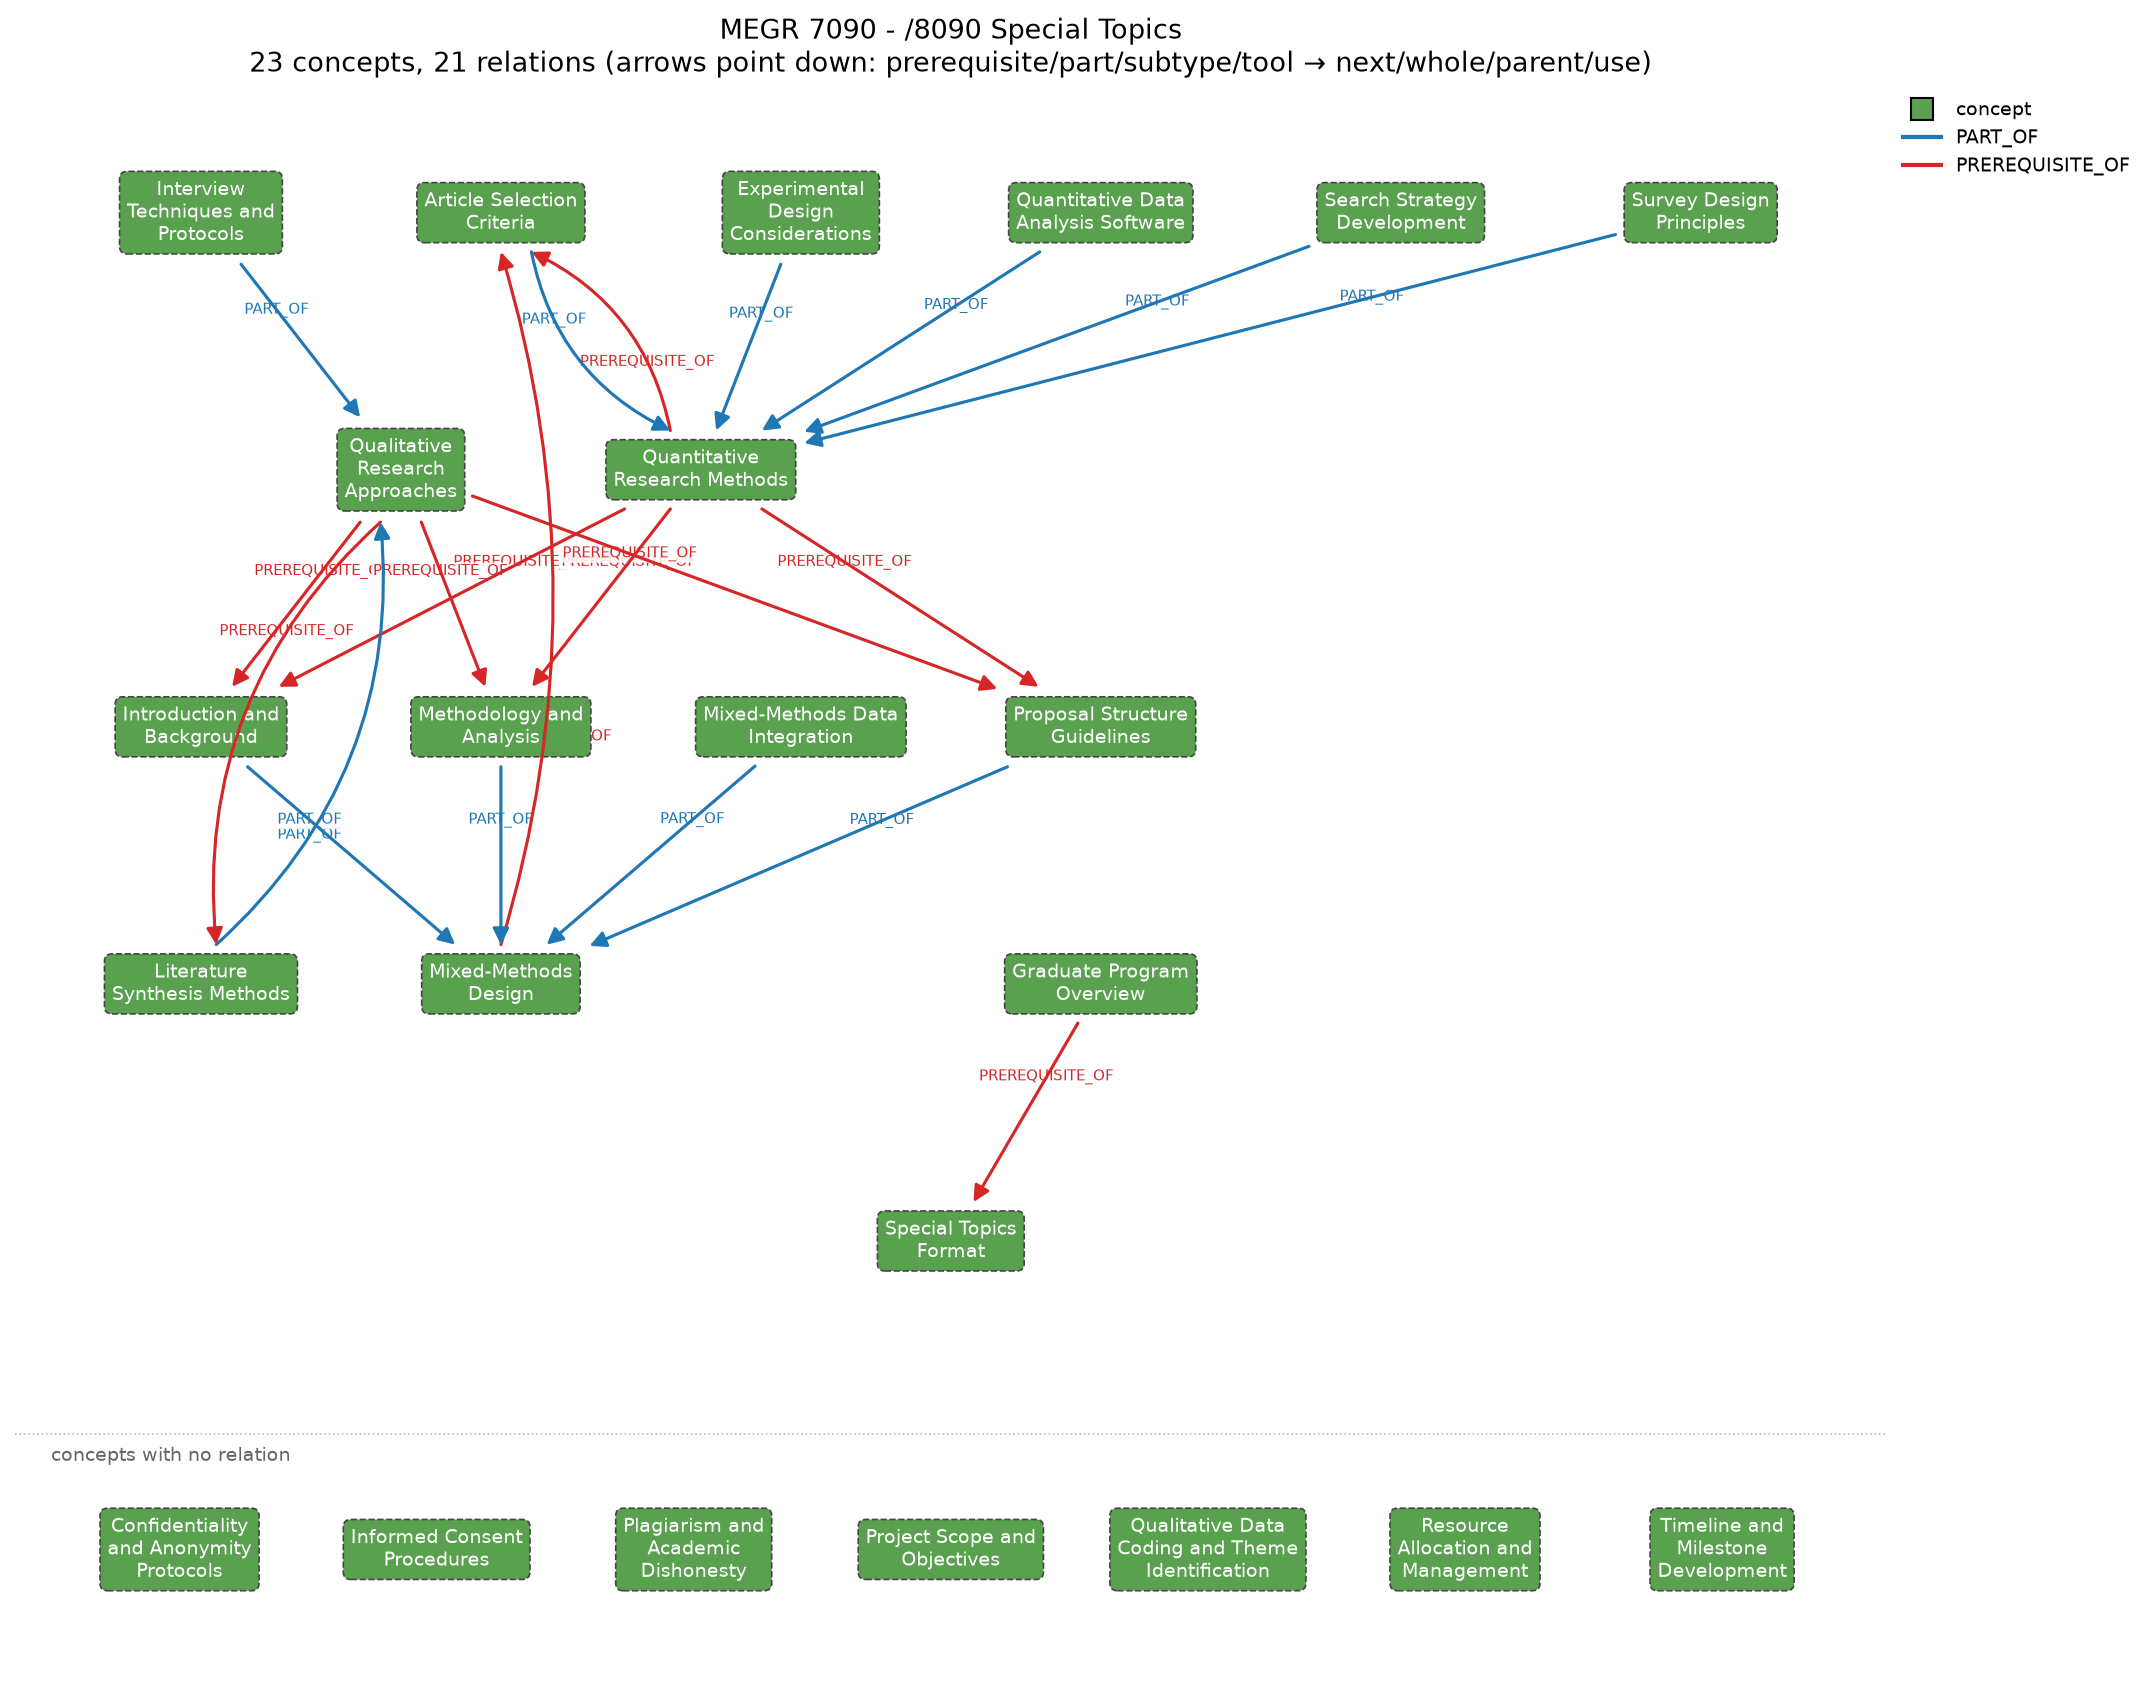 MEGR 7090 - /8090 Special Topics
23 concepts, 21 relations (arrows point down: prerequisite/part/subtype/tool → next/whole/parent/use)
concept
PART_OF
PREREQUISITE_OF
Interview
Techniques and
Protocols
Article Selection
Criteria
Experimental
Design
Considerations
Quantitative Data
Analysis Software
Search Strategy
Development
Survey Design
Principles
PART_OF
PART_OF
PART_OF
PART_OF
PART_OF
PART_OF
PREREQUISITE_OF
Qualitative
Research
Approaches
Quantitative
Research Methods
PREREQUISITE_OF
PREREQUISITE_OF
PREREQUISITE_OF
PREREQUISITE_OF
PREREQUISITE_OF
PREREQUISITE_OF
PREREQUISITE_OF
Introduction and
Background
Methodology and
Analysis
OF
Mixed-Methods Data
Integration
Proposal Structure
Guidelines
PART_OF
PART_OF
PART_OF
PART_OF
PART_OF
Literature
Synthesis Methods
Mixed-Methods
Design
Graduate Program
Overview
PREREQUISITE_OF
Special Topics
Format
concepts with no relation
Confidentiality
and Anonymity
Protocols
Informed Consent
Procedures
Plagiarism and
Academic
Dishonesty
Project Scope and
Objectives
Qualitative Data
Coding and Theme
Identification
Resource
Allocation and
Management
Timeline and
Milestone
Development